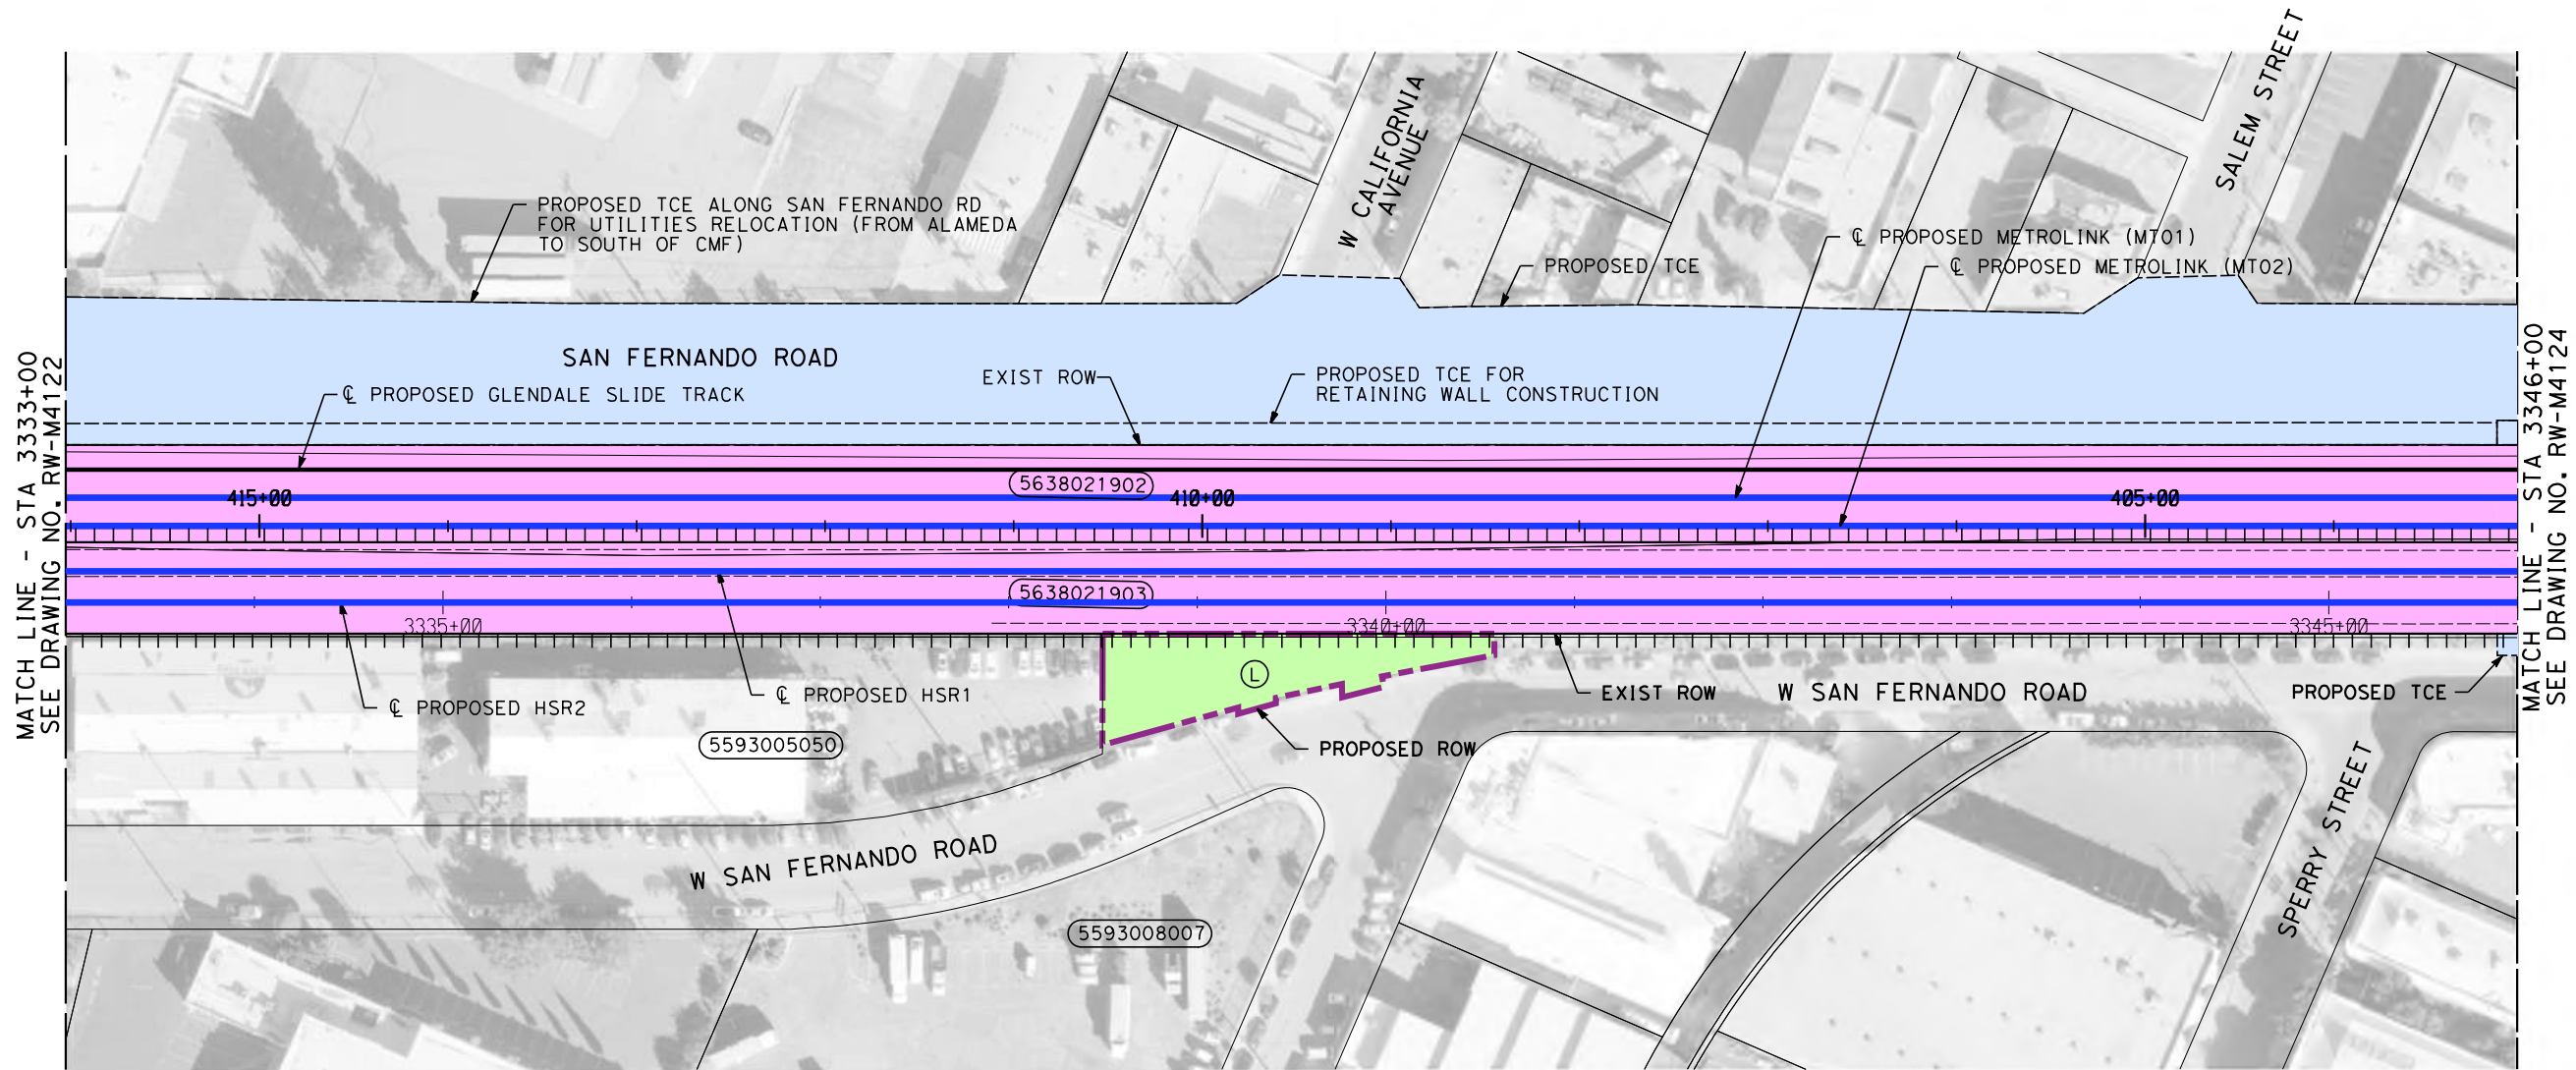 SALEM STREET
W CALIFORNIA
AVENUE
PROPOSED TCE ALONG SAN FERNANDO RD
FOR UTILITIES RELOCATION (FROM ALAMEDA
TO SOUTH OF CMF)
℄ PROPOSED METROLINK (MT01)
PROPOSED TCE
℄ PROPOSED METROLINK (MT02)
SAN FERNANDO ROAD
EXIST ROW
PROPOSED TCE FOR
RETAINING WALL CONSTRUCTION
℄ PROPOSED GLENDALE SLIDE TRACK
MATCH LINE - STA 3333+00
SEE DRAWING NO. RW-M4122
MATCH LINE - STA 3346+00
SEE DRAWING NO. RW-M4124
5638021902
415+00
410+00
405+00
5638021903
3335+00
3340+00
3345+00
L
℄ PROPOSED HSR2
℄ PROPOSED HSR1
EXIST ROW
W SAN FERNANDO ROAD
PROPOSED TCE
5593005050
PROPOSED ROW
W SAN FERNANDO ROAD
SPERRY STREET
5593008007